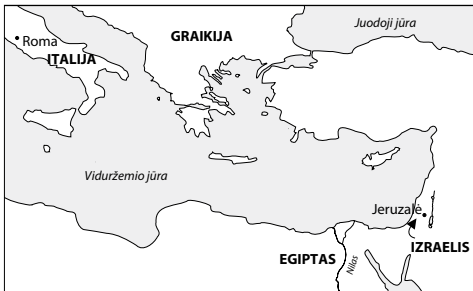 Juodoji jūra
GRAIKIJA
Roma
ITALIJA
Viduržemio jūra
Jeruzalė
IZRAELIS
EGIPTAS
Nilas